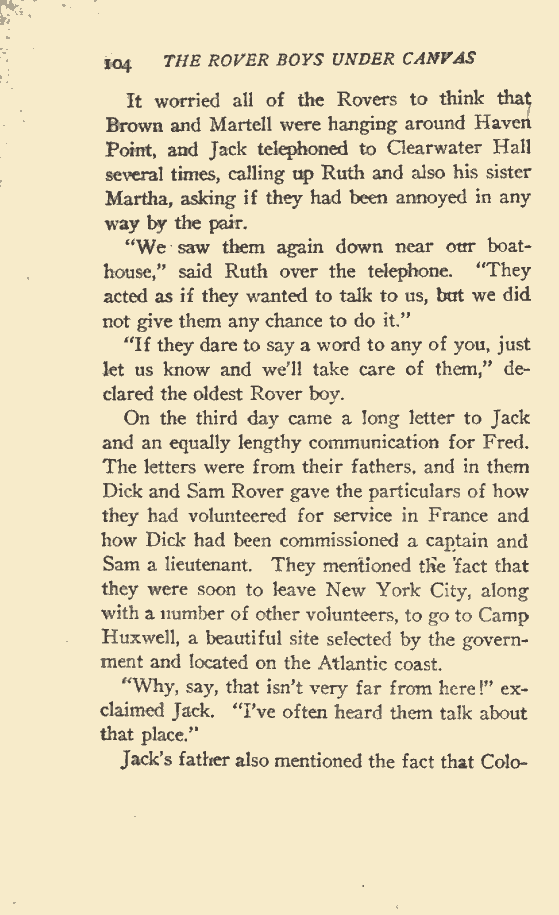 104 THE ROVER BOYS UNDER CANVAS
It worried all of the Rovers to think that
Brown and Martell were hanging around Haven
Point, and Jack telephoned to Clearwater Hall
several times, calling up Ruth and also his sister
Martha, asking if they had been annoyed in any
way by the pair.
"We saw them again down near our boat-
house," said Ruth over the telephone. "They
acted as if they wanted to talk to us, but we did
not give them any chance to do it."
"If they dare to say a word to any of you, just
let us know and we'll take care of them," de-
clared the oldest Rover boy.
On the third day came a long letter to Jack
and an equally lengthy communication for Fred.
The letters were from their fathers, and in them
Dick and Sam Rover gave the particulars of how
they had volunteered for service in France and
how Dick had been commissioned a captain and
Sam a lieutenant. They mentioned the fact that
they were soon to leave New York City, along
with a number of other volunteers, to go to Camp
Huxwell, a beautiful site selected by the govern-
ment and located on the Atlantic coast.
"Why, say, that isn't very far from here!" ex-
claimed Jack. "I've often heard them talk about
that place."
Jack's father also mentioned the fact that Colo-